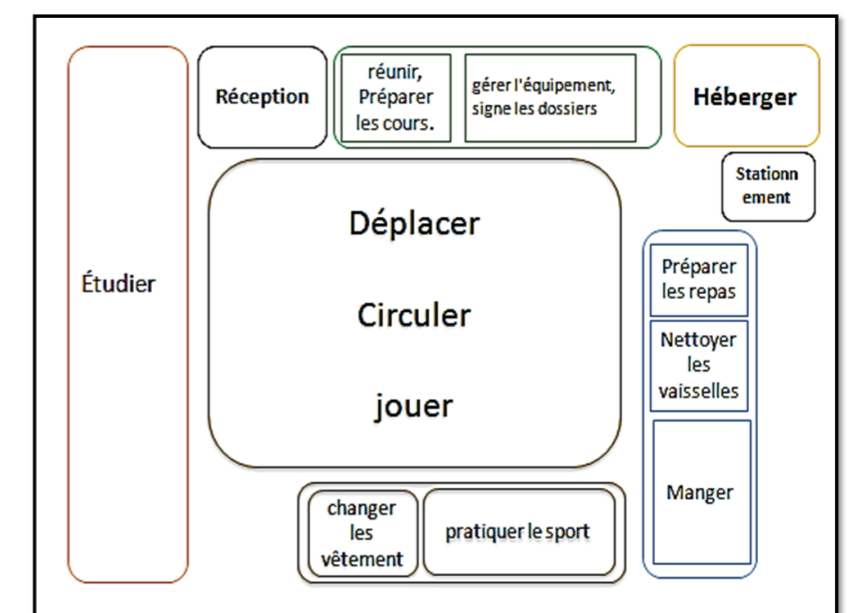 Réception
réunir,
Préparer
les cours.
gérer l'équipement,
signe les dossiers
Héberger
Stationn
ement
Étudier
Déplacer
Circuler
jouer
Préparer
les repas
Nettoyer
les
vaisselles
Manger
changer
les
vêtement
pratiquer le sport